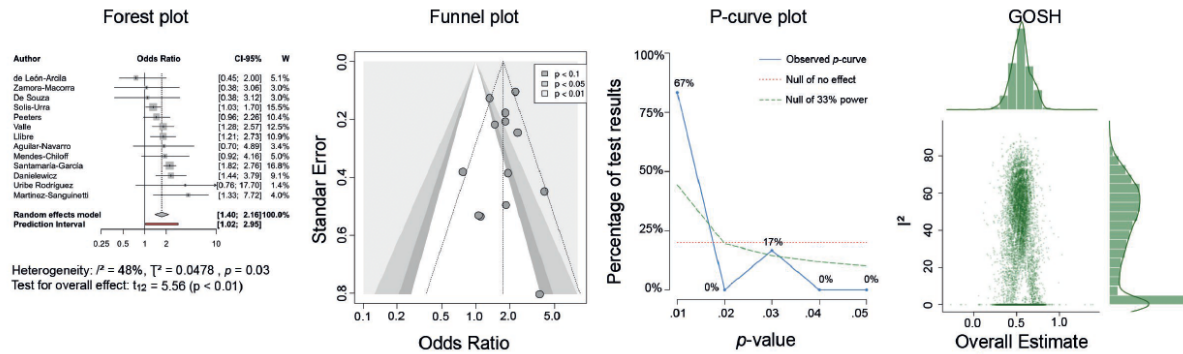 Forest plot
Author Odds Ratio CI-95% W
de León-Arcila [0.45; 2.00] 5.1%
Zamora-Macorra [0.38; 3.06] 3.0%
De Souza [0.38; 3.12] 3.0%
Solis-Urra [1.03; 1.70] 15.5%
Peeters [0.96; 2.26] 10.4%
Valle [1.28; 2.57] 12.5%
Llibre [1.21; 2.73] 10.9%
Aguilar-Navarro [0.70; 4.89] 3.4%
Mendes-Chiloff [0.92; 4.16] 5.0%
Santamaría-Garcia [1.82; 2.76] 16.8%
Danielewicz [1.44; 3.79] 9.1%
Uribe Rodríguez [0.76; 17.70] 1.4%
Martinez-Sanguinetti [1.33; 7.72] 4.0%
Random effects model [1.40; 2.16] 100.0%
Prediction Interval [1.02; 2.95]
0.25 0.5 1 2 10
Heterogeneity: I² = 48%, τ² = 0.0478 , p = 0.03
Test for overall effect: t₁₂ = 5.56 (p < 0.01)
Funnel plot
Standar Error
0.0
0.2
0.4
0.6
0.8
p < 0.1
p < 0.05
p < 0.01
0.1 0.2 0.5 1.0 2.0 5.0
Odds Ratio
P-curve plot
Percentage of test results
100%
75%
50%
25%
0%
Observed p-curve
Null of no effect
Null of 33% power
67%
0%
17%
0%
0%
.01 .02 .03 .04 .05
p-value
GOSH
I²
80
60
40
20
0
0.0 0.5 1.0
Overall Estimate